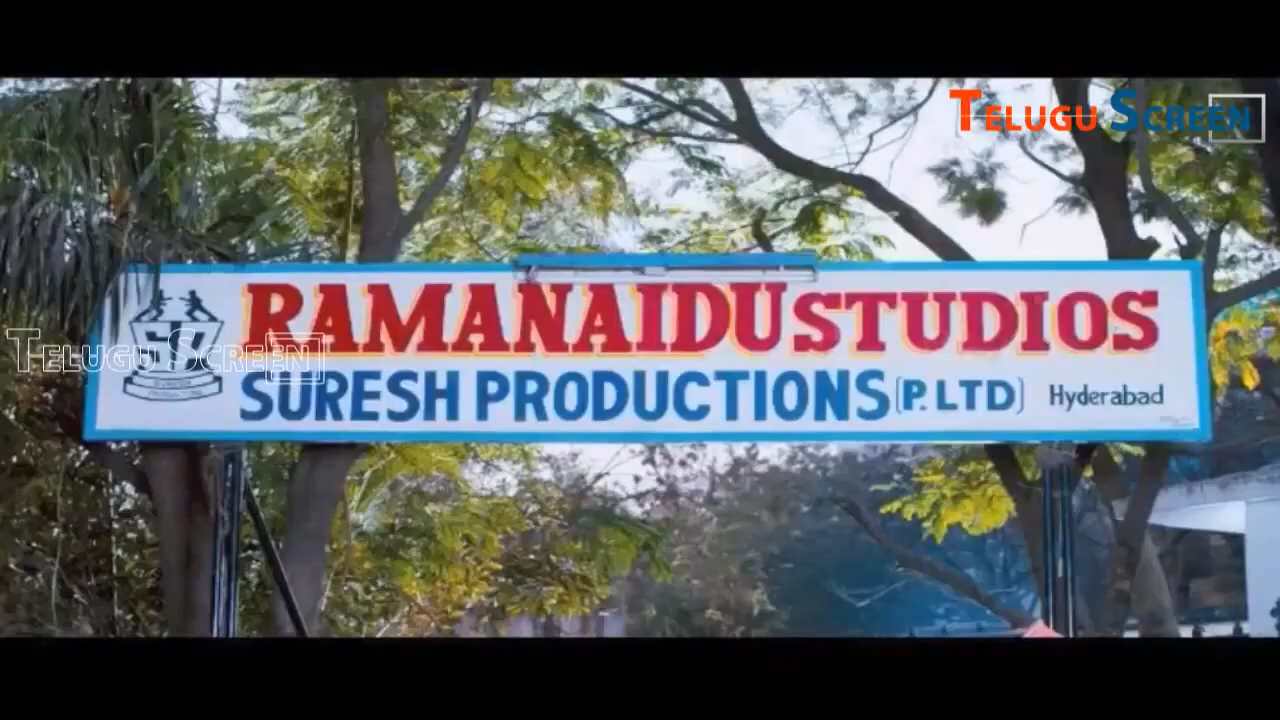 TELUGU SCREEN
RAMANAIDU STUDIOS
TELUGU SCREEN
SURESH PRODUCTIONS (P. LTD) Hyderabad